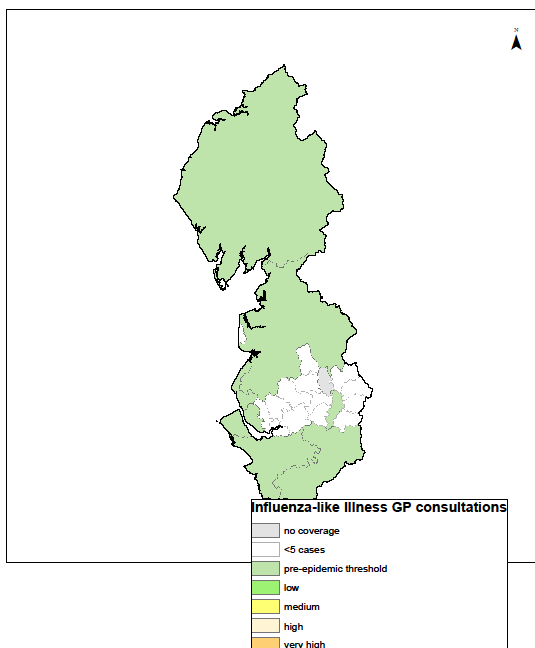 N
Influenza-like Illness GP consultations
no coverage
<5 cases
pre-epidemic threshold
low
medium
high
very high